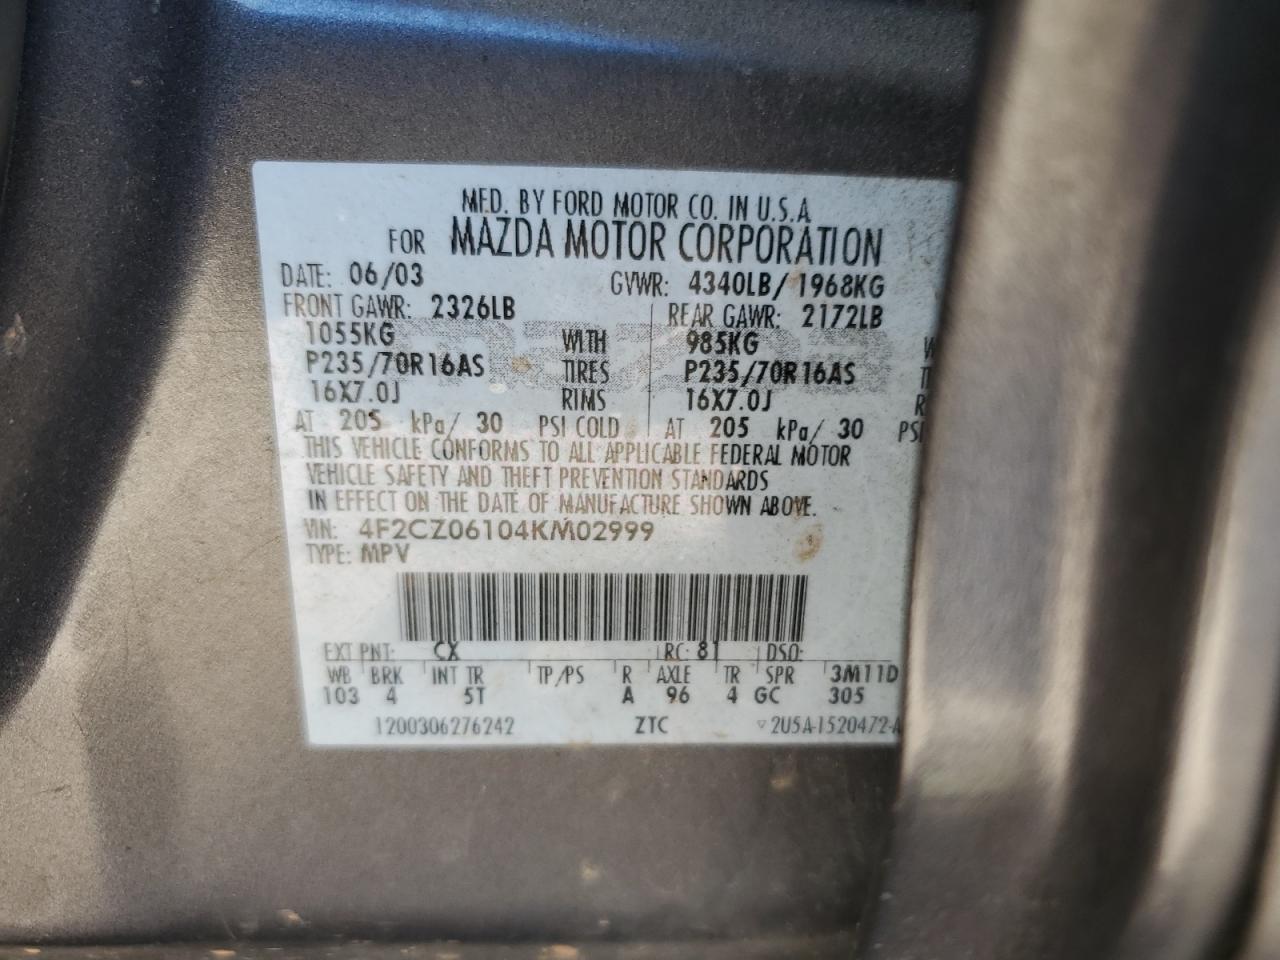 MFD. BY FORD MOTOR CO. IN U.S.A.
FOR MAZDA MOTOR CORPORATION
DATE: 06/03 GVWR: 4340LB/ 1968KG
FRONT GAWR: 2326LB REAR GAWR: 2172LB
1055KG WITH 985KG
P235/70R16AS TIRES P235/70R16AS
16X7.0J RIMS 16X7.0J
AT 205 kPa/ 30 PSI COLD AT 205 kPa/ 30 PSI
THIS VEHICLE CONFORMS TO ALL APPLICABLE FEDERAL MOTOR
VEHICLE SAFETY AND THEFT PREVENTION STANDARDS
IN EFFECT ON THE DATE OF MANUFACTURE SHOWN ABOVE.
VIN: 4F2CZ06104KM02999
TYPE: MPV
EXT PNT: CX RC: 81 DSO:
WB BRK INT TR TP/PS R AXLE TR SPR 3M11D
103 4 5T A 96 4 GC 305
1200306276242 ZTC 2U5A-1520472-A